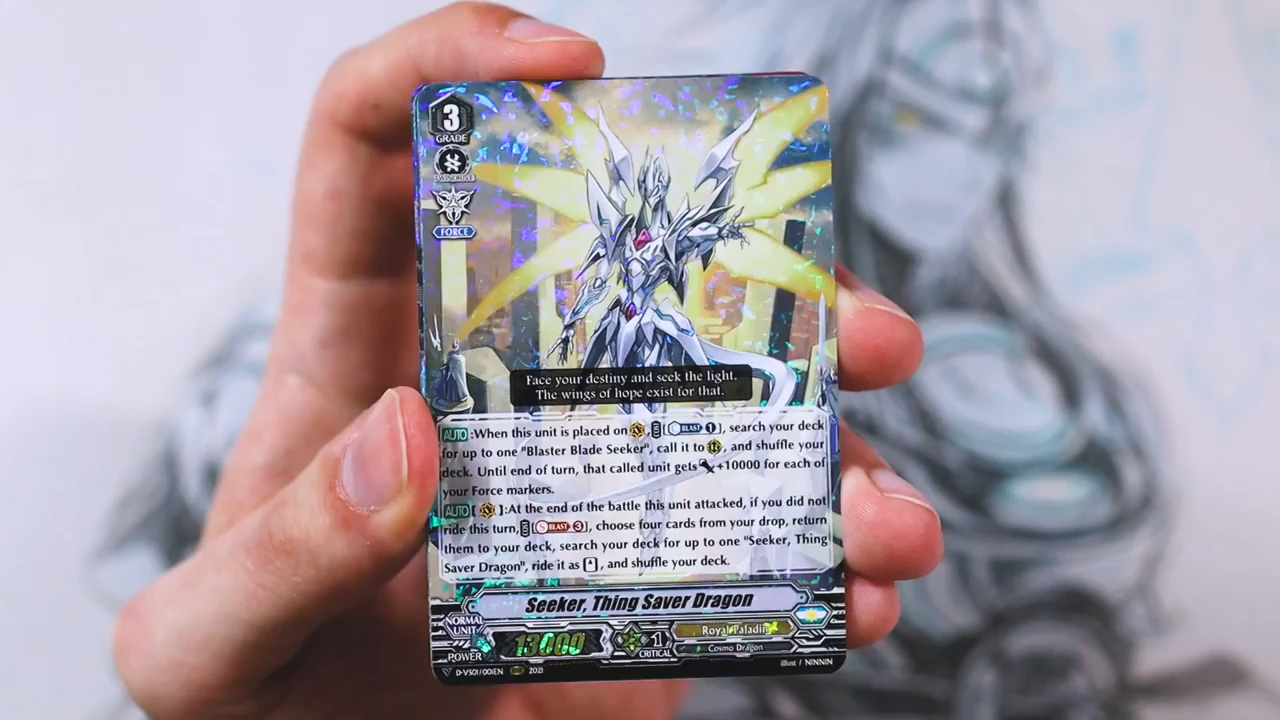 3
GRADE
TWINDRIVE
FORCE
Face your destiny and seek the light.
The wings of hope exist for that.
AUTO :When this unit is placed on , COST [ BLAST 1 ], search your deck
for up to one "Blaster Blade Seeker", call it to , and shuffle your
deck. Until end of turn, that called unit gets +10000 for each of
your Force markers.
AUTO [ ]:At the end of the battle this unit attacked, if you did not
ride this turn, COST [ S BLAST 3 ], choose four cards from your drop, return
them to your deck, search your deck for up to one "Seeker, Thing
Saver Dragon", ride it as , and shuffle your deck.
Seeker, Thing Saver Dragon
NORMAL
UNIT
POWER 13000
1
CRITICAL
Royal Paladin
Cosmo Dragon
D-VS01/001EN 2021
illust / NINNIN